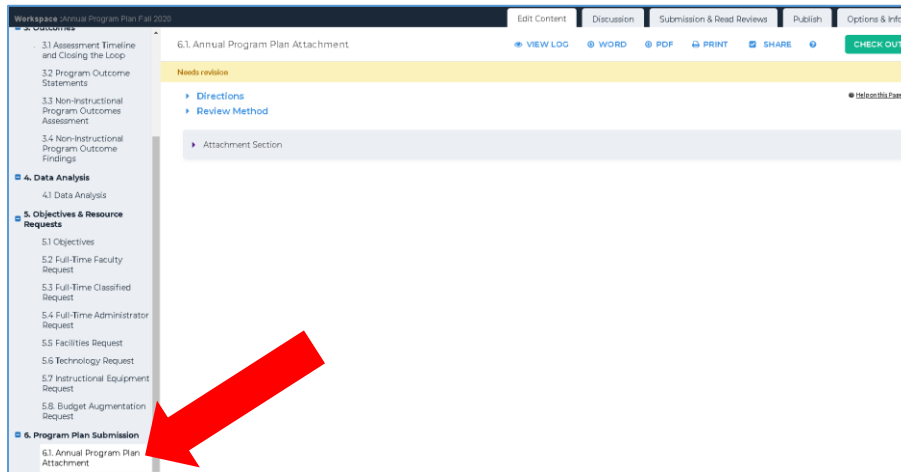 Workspace :Annual Program Plan Fall 2020
Edit Content
Discussion
Submission & Read Reviews
Publish
Options & Info
3. Outcomes
3.1 Assessment Timeline
and Closing the Loop
3.2 Program Outcome
Statements
3.3 Non-Instructional
Program Outcomes
Assessment
3.4 Non-Instructional
Program Outcome
Findings
4. Data Analysis
4.1 Data Analysis
5. Objectives & Resource
Requests
5.1 Objectives
5.2 Full-Time Faculty
Request
5.3 Full-Time Classified
Request
5.4 Full-Time Administrator
Request
5.5 Facilities Request
5.6 Technology Request
5.7 Instructional Equipment
Request
5.8. Budget Augmentation
Request
6. Program Plan Submission
6.1. Annual Program Plan
Attachment
6.1. Annual Program Plan Attachment
VIEW LOG
WORD
PDF
PRINT
SHARE
CHECK OUT
Needs revision
Directions
Review Method
Help on this Page
Attachment Section